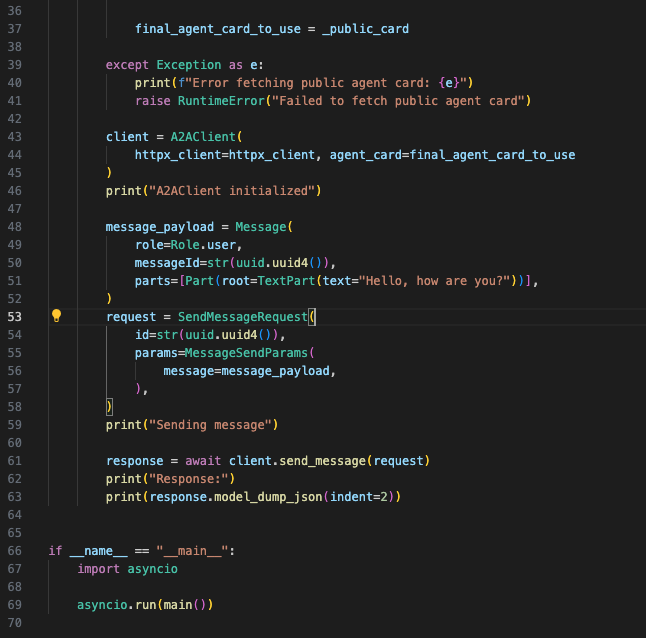 36
37 final_agent_card_to_use = _public_card
38
39 except Exception as e:
40 print(f"Error fetching public agent card: {e}")
41 raise RuntimeError("Failed to fetch public agent card")
42
43 client = A2AClient(
44 httpx_client=httpx_client, agent_card=final_agent_card_to_use
45 )
46 print("A2AClient initialized")
47
48 message_payload = Message(
49 role=Role.user,
50 messageId=str(uuid.uuid4()),
51 parts=[Part(root=TextPart(text="Hello, how are you?"))],
52 )
53 request = SendMessageRequest(
54 id=str(uuid.uuid4()),
55 params=MessageSendParams(
56 message=message_payload,
57 ),
58 )
59 print("Sending message")
60
61 response = await client.send_message(request)
62 print("Response:")
63 print(response.model_dump_json(indent=2))
64
65
66 if __name__ == "__main__":
67 import asyncio
68
69 asyncio.run(main())
70